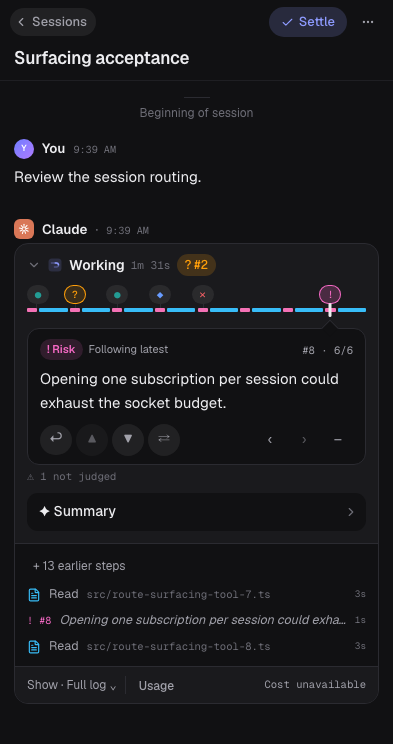 Sessions
Settle
Surfacing acceptance
Beginning of session
Y You 9:39 AM
Review the session routing.
Claude · 9:39 AM
Working 1m 31s ? #2
?
!
! Risk Following latest #8 · 6/6
Opening one subscription per session could
exhaust the socket budget.
⚠ 1 not judged
Summary
+ 13 earlier steps
Read src/route-surfacing-tool-7.ts 3s
! #8 Opening one subscription per session could exha… 1s
Read src/route-surfacing-tool-8.ts 3s
Show · Full log Usage Cost unavailable